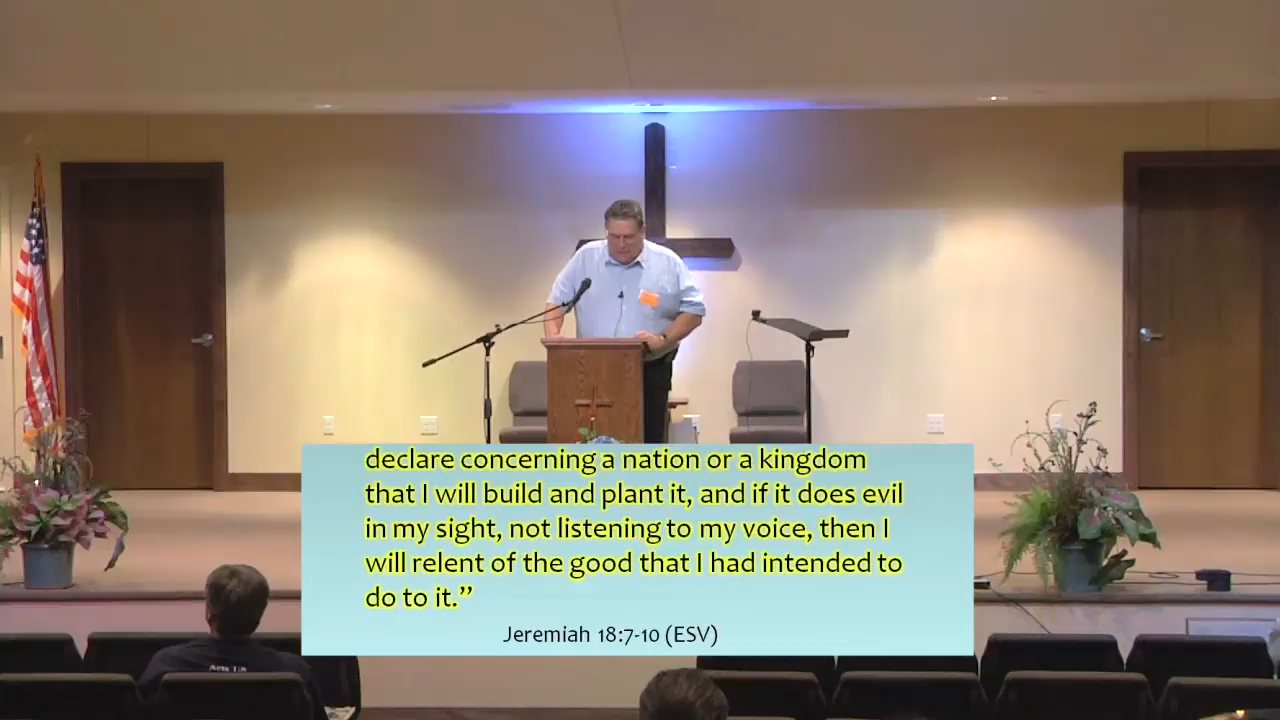 declare concerning a nation or a kingdom
that I will build and plant it, and if it does evil
in my sight, not listening to my voice, then I
will relent of the good that I had intended to
do to it.”
Jeremiah 18:7-10 (ESV)